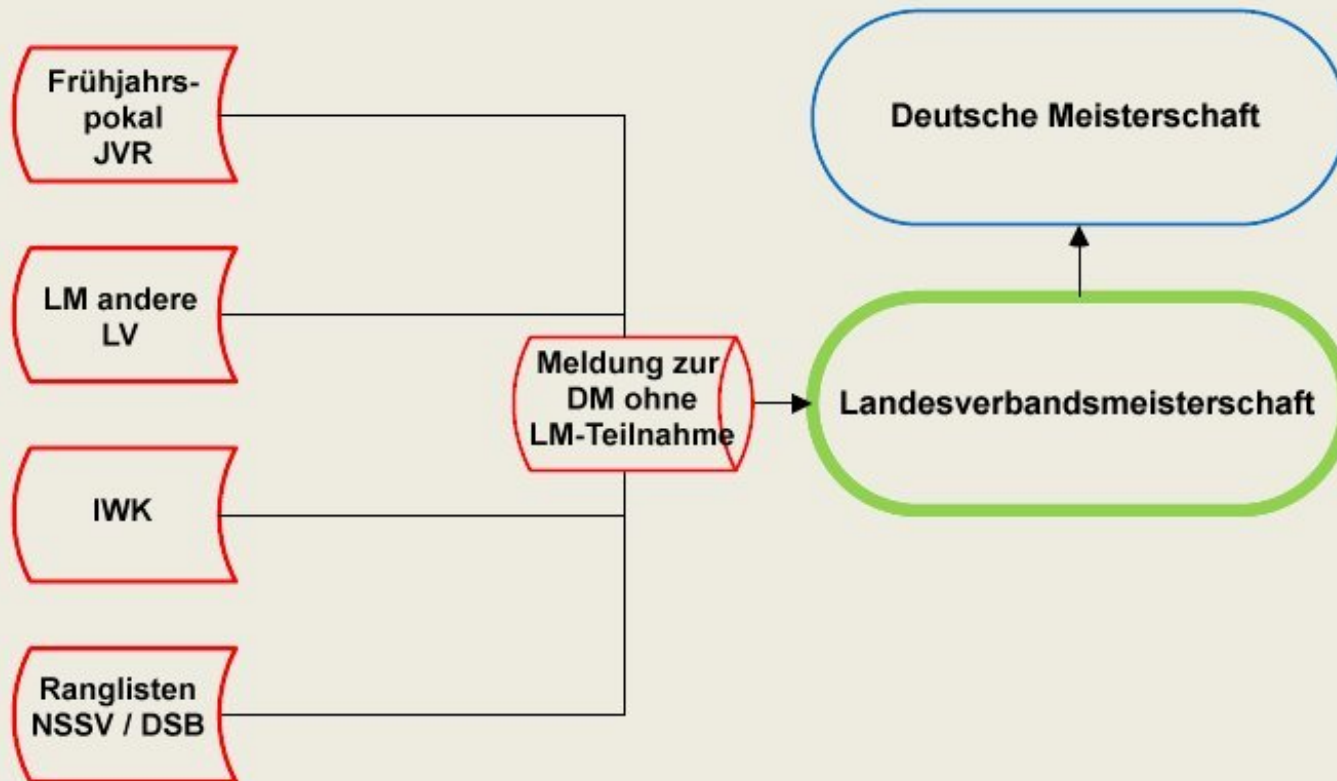 Frühjahrs-
pokal
JVR
LM andere
LV
IWK
Ranglisten
NSSV / DSB
Meldung zur
DM ohne
LM-Teilnahme
Deutsche Meisterschaft
Landesverbandsmeisterschaft